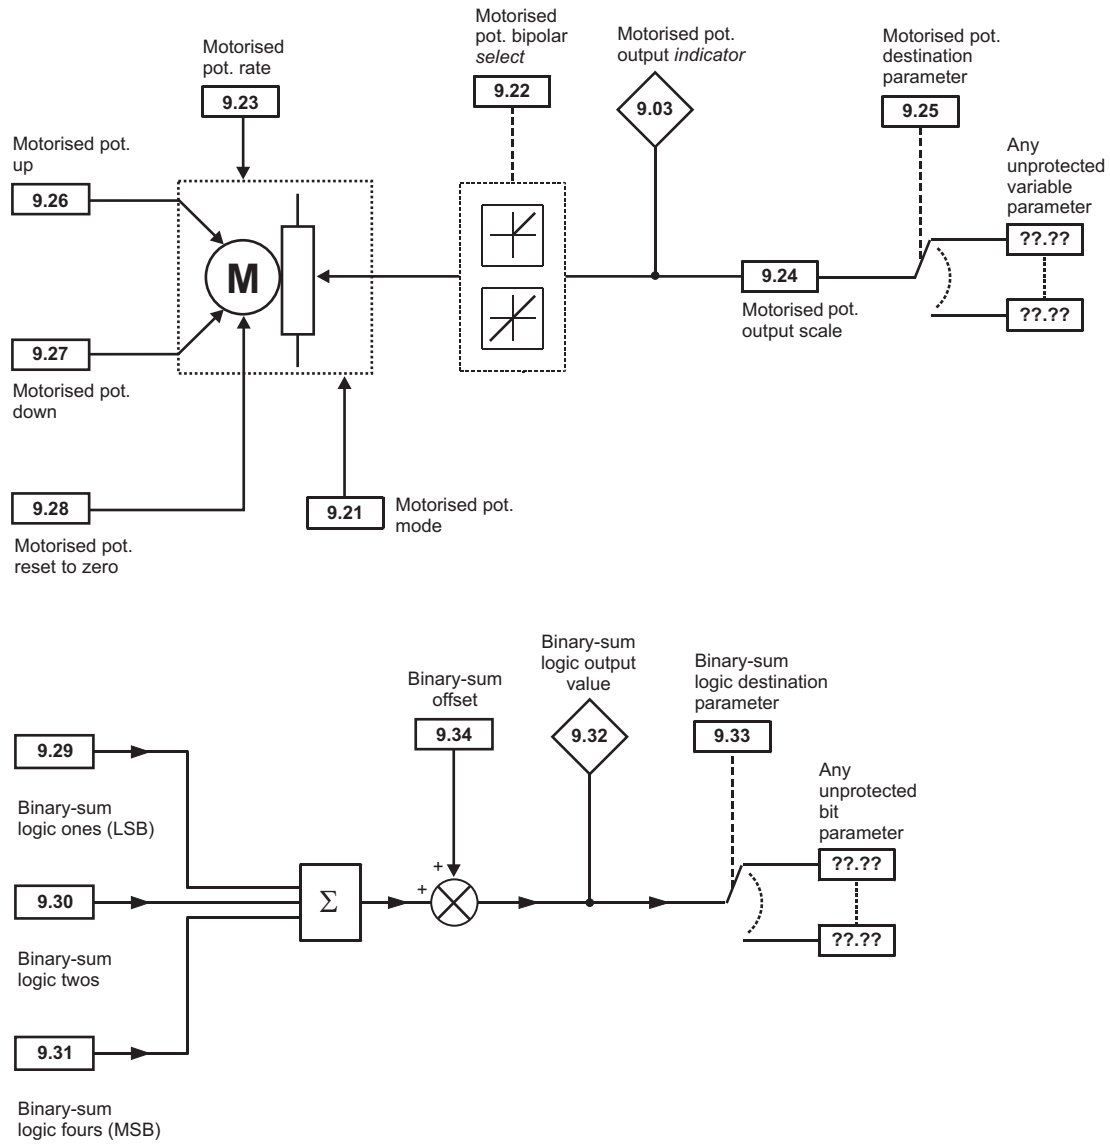 Motorised
pot. rate
9.23
Motorised
pot. bipolar
select
9.22
Motorised pot.
output indicator
9.03
Motorised pot.
destination
parameter
9.25
Any
unprotected
variable
parameter
??.??
??.??
Motorised pot.
up
9.26
M
9.24
Motorised pot.
output scale
9.27
Motorised pot.
down
9.28
Motorised pot.
reset to zero
9.21
Motorised pot.
mode
Binary-sum
offset
9.34
Binary-sum
logic output
value
9.32
Binary-sum
logic destination
parameter
9.33
Any
unprotected
bit
parameter
??.??
??.??
9.29
Binary-sum
logic ones (LSB)
9.30
Binary-sum
logic twos
Σ
+
+
9.31
Binary-sum
logic fours (MSB)